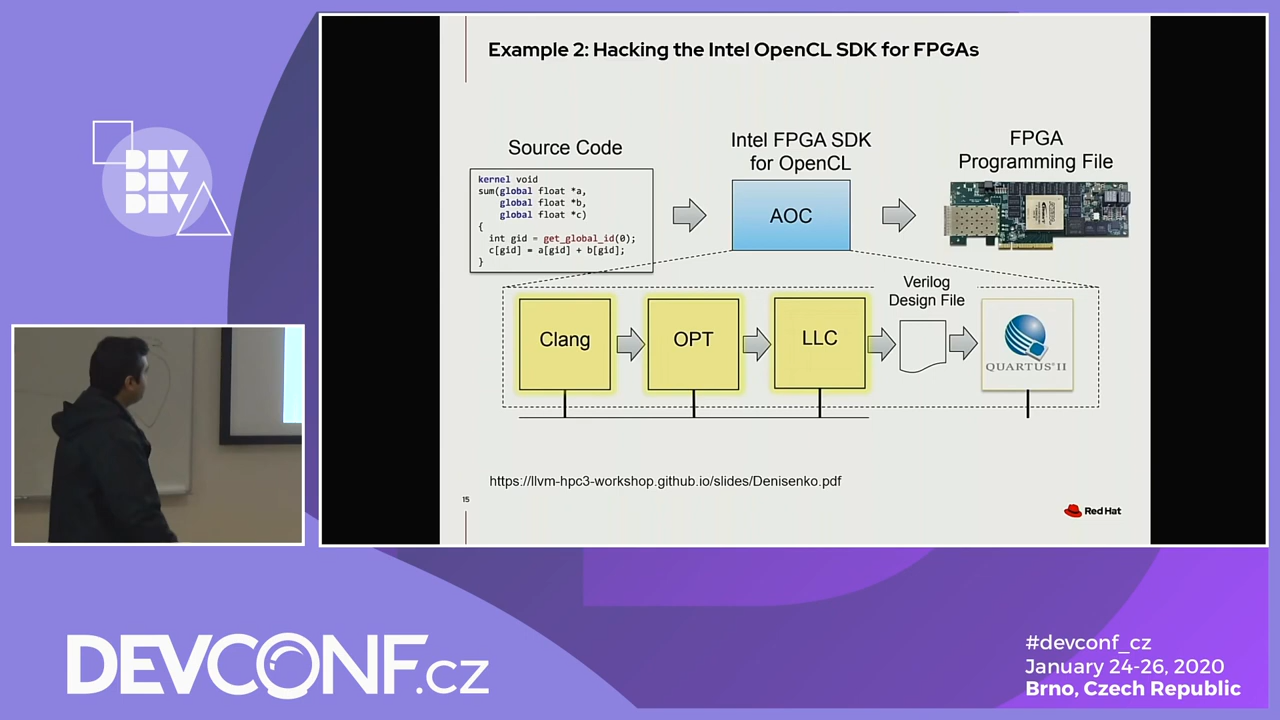 DEV
DEV
DEV
Example 2: Hacking the Intel OpenCL SDK for FPGAs
Source Code
kernel void
sum(global float *a,
global float *b,
global float *c)
{
int gid = get_global_id(0);
c[gid] = a[gid] + b[gid];
}
Intel FPGA SDK
for OpenCL
AOC
FPGA
Programming File
Clang
OPT
LLC
Verilog
Design File
QUARTUS II
https://llvm-hpc3-workshop.github.io/slides/Denisenko.pdf
15
Red Hat
DEVCONF.cz
#devconf_cz
January 24-26, 2020
Brno, Czech Republic